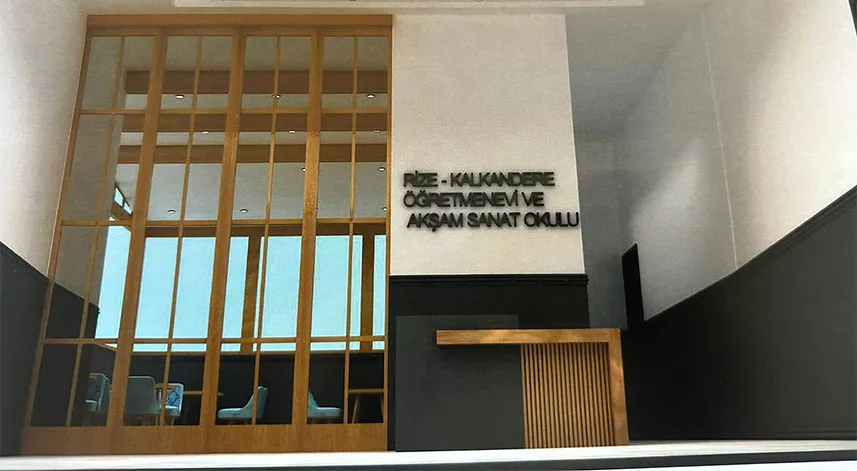 RİZE - KALKANDERE
ÖĞRETMENEVİ VE
AKŞAM SANAT OKULU